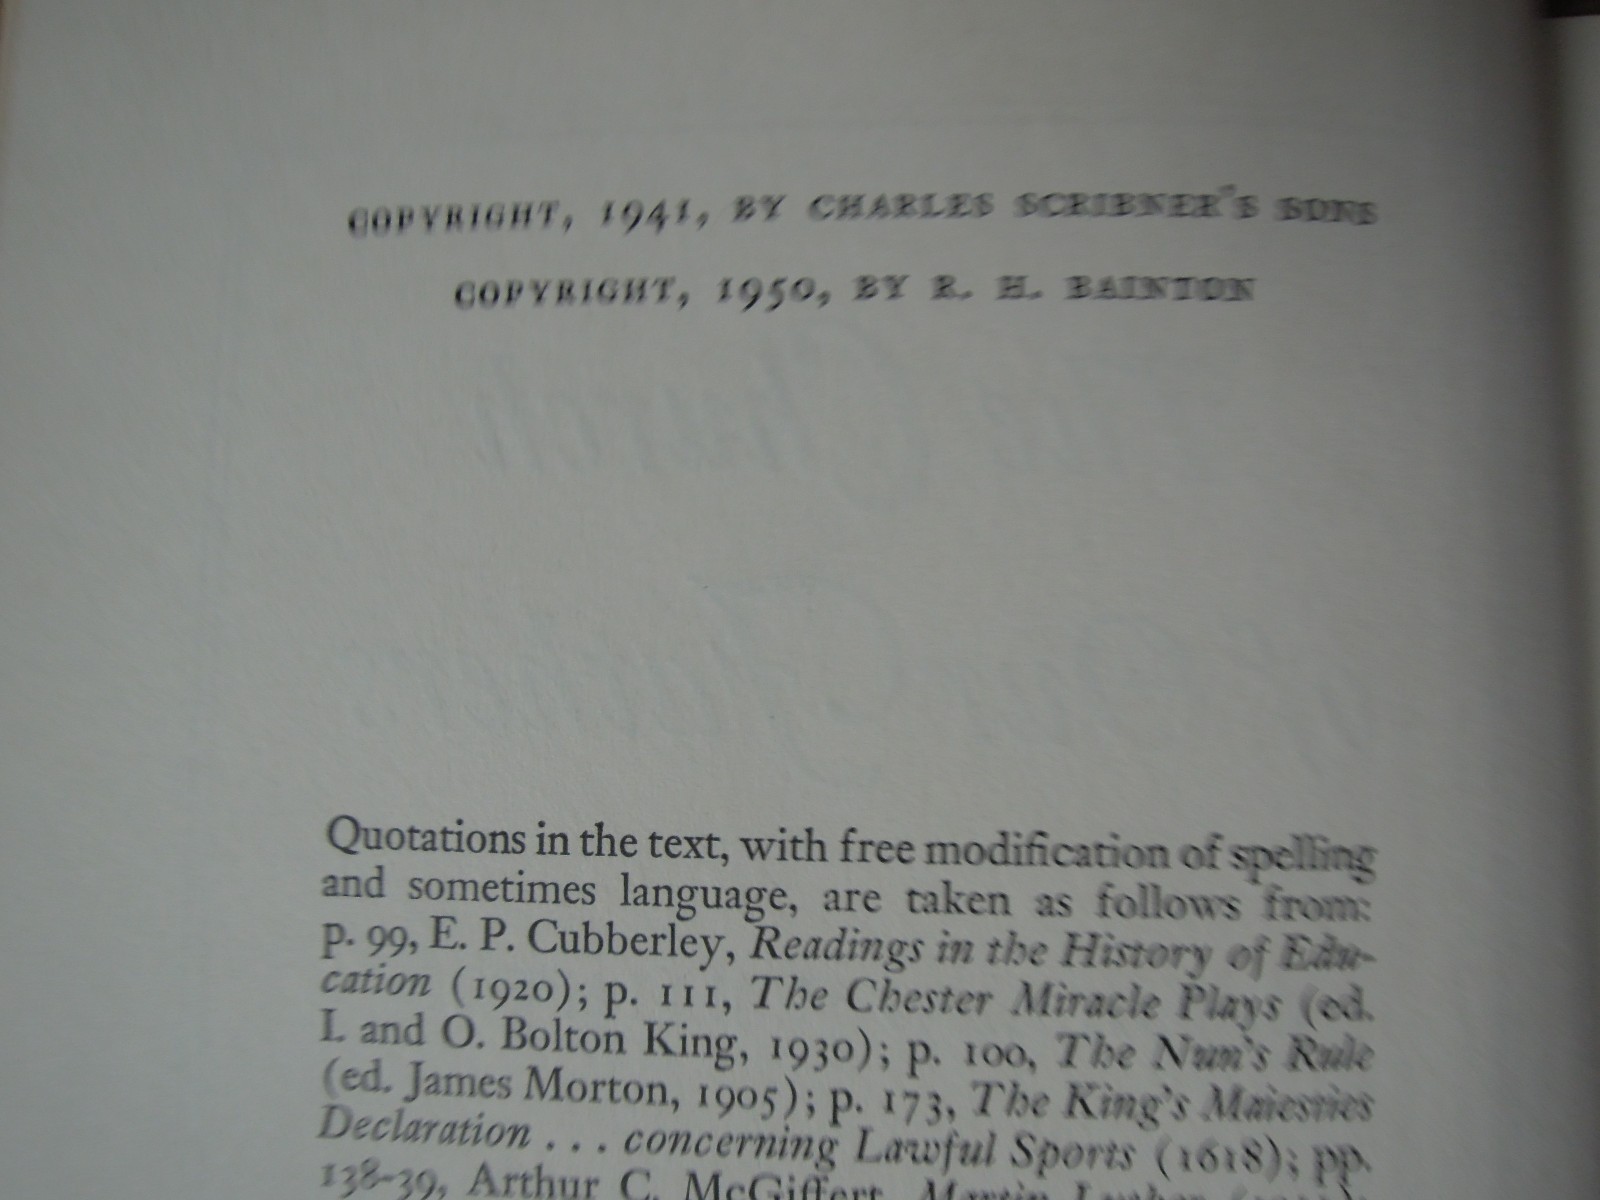 COPYRIGHT, 1941, BY CHARLES SCRIBNER'S SONS
COPYRIGHT, 1950, BY R. H. BAINTON
Quotations in the text, with free modification of spelling
and sometimes language, are taken as follows from:
p. 99, E. P. Cubberley, Readings in the History of Edu-
cation (1920); p. 111, The Chester Miracle Plays (ed.
I. and O. Bolton King, 1930); p. 100, The Nun's Rule
(ed. James Morton, 1905); p. 173, The King's Maiesties
Declaration . . . concerning Lawful Sports (1618); pp.
138-39, Arthur C. McGiffert, Martin Luther